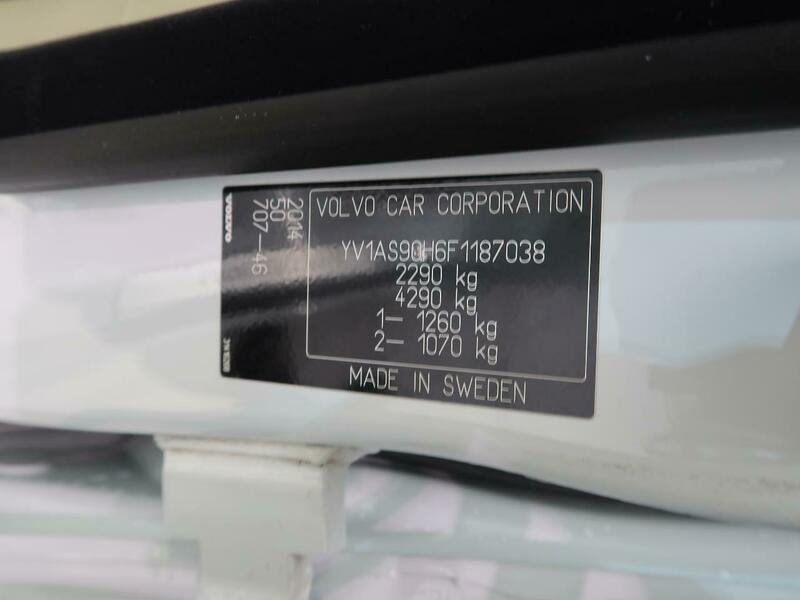 VOLVO CAR CORPORATION
YV1AS90H6F1187038
2290 kg
4290 kg
1– 1260 kg
2– 1070 kg
MADE IN SWEDEN
2014
50
707–46
VOLVO